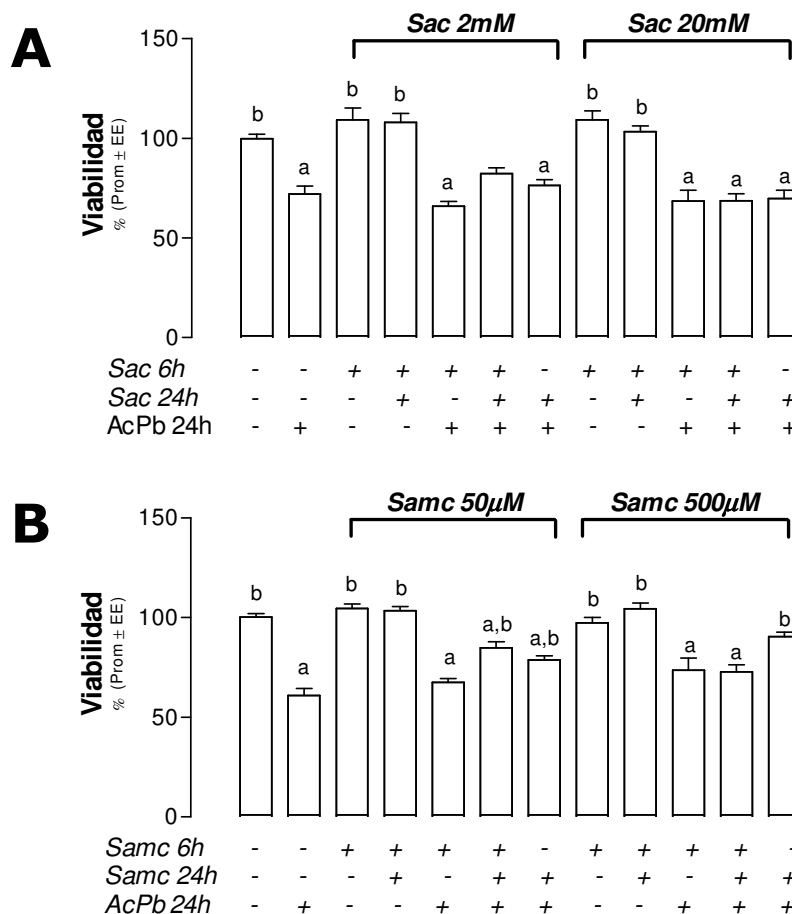 A
Sac 2mM Sac 20mM
150
b b b b b
100
a a a a a a a
50
0
Viabilidad
% (Prom ± EE)
Sac 6h - - + + + + - + + + + -
Sac 24h - - - + - + + - + - + +
AcPb 24h - + - - + + + - - + + +
B
Samc 50µM Samc 500µM
150
b b b b b b
100
a a a,b a,b a a
50
0
Viabilidad
% (Prom ± EE)
Samc 6h - - + + + + - + + + + -
Samc 24h - - - + - + + - + - + +
AcPb 24h - + - - + + + - - + + +